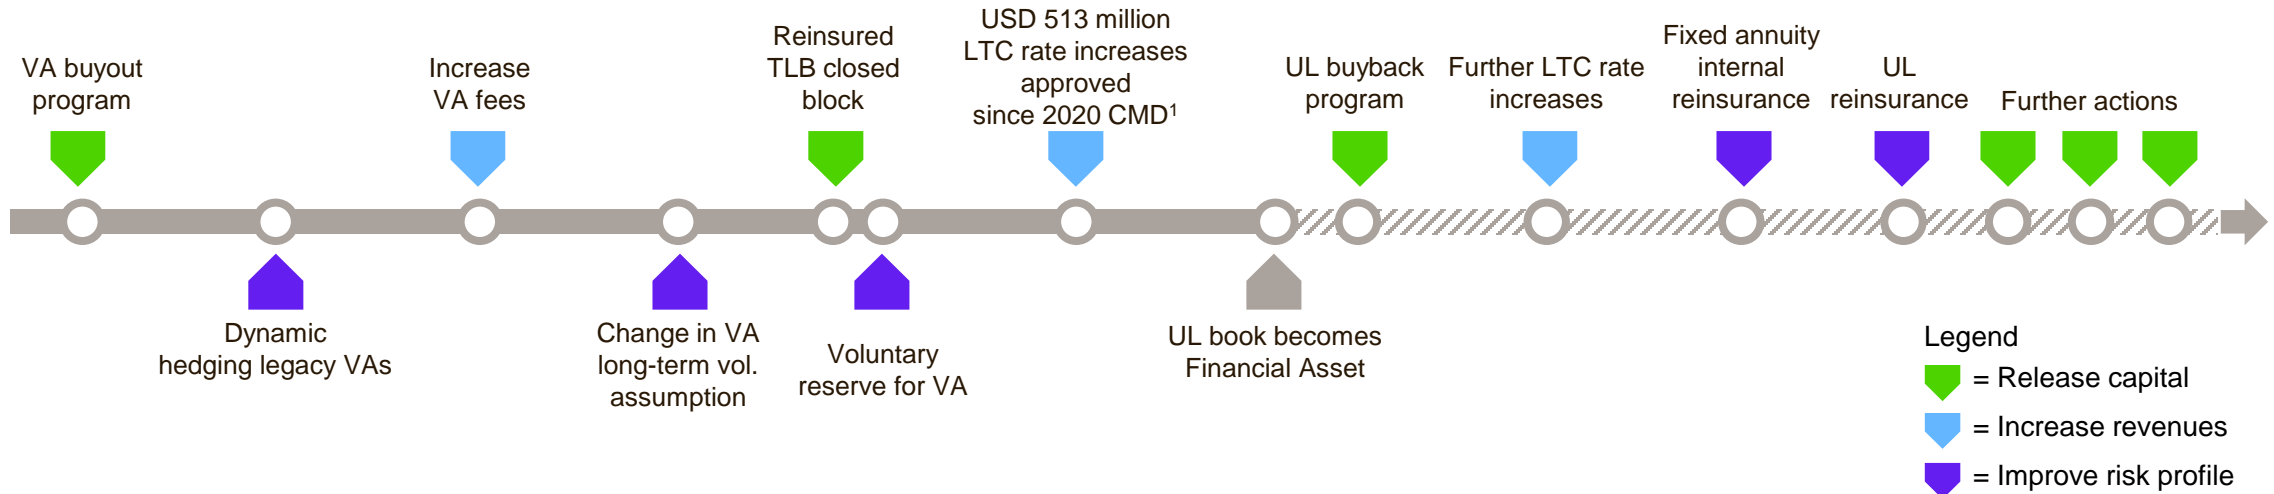 VA buyout
program
Increase
VA fees
Reinsured
TLB closed
block
USD 513 million
LTC rate increases
approved
since 2020 CMD¹
UL buyback
program
Further LTC rate
increases
Fixed annuity
internal
reinsurance
UL
reinsurance
Further actions
Dynamic
hedging legacy VAs
Change in VA
long-term vol.
assumption
Voluntary
reserve for VA
UL book becomes
Financial Asset
Legend
= Release capital
= Increase revenues
= Improve risk profile